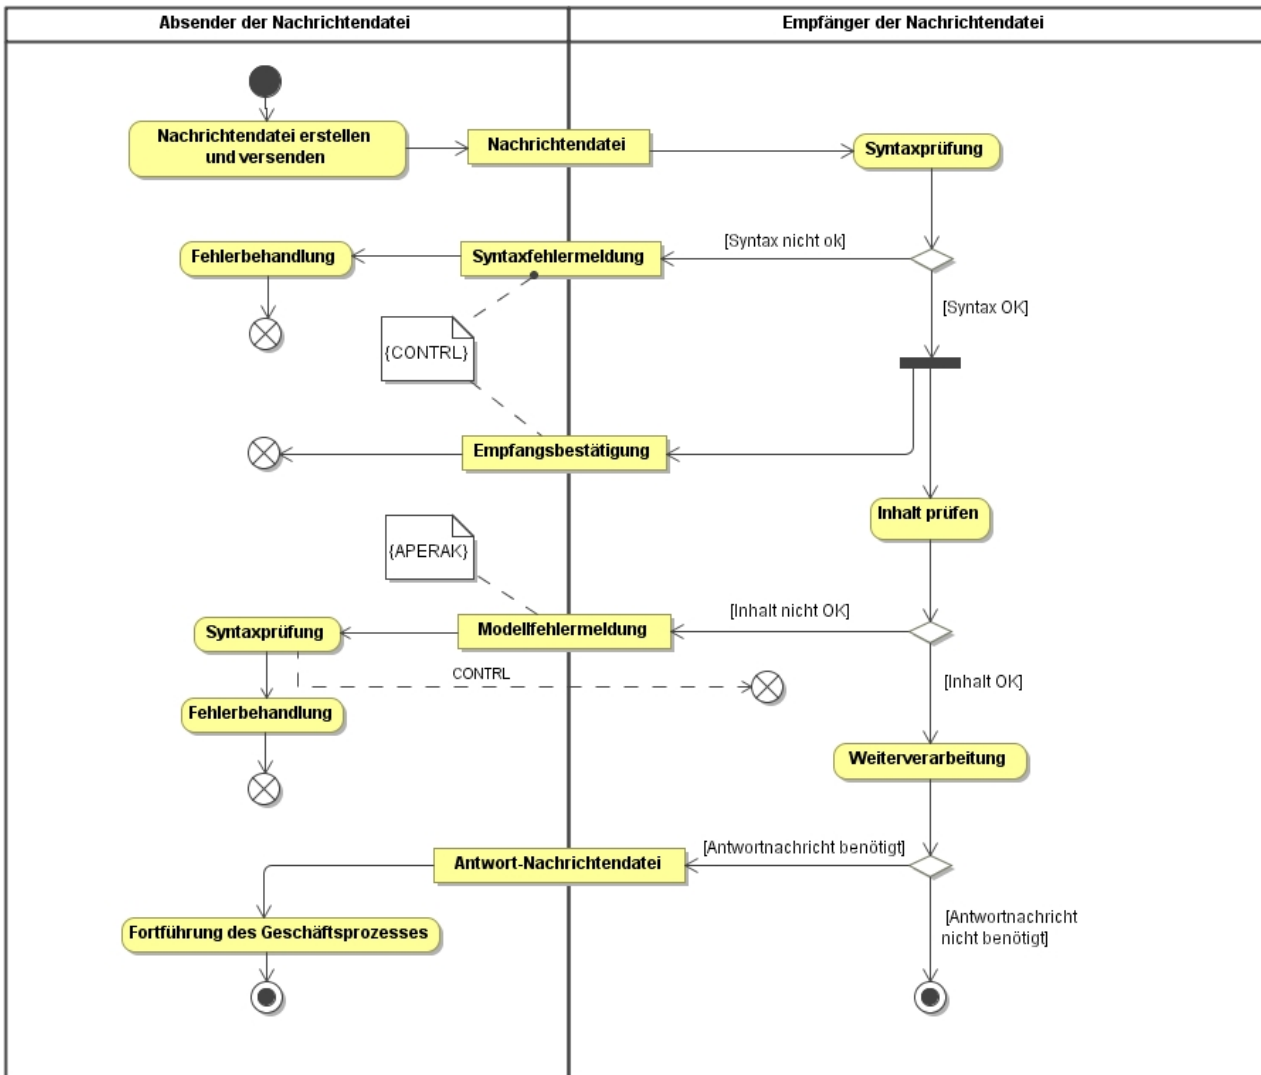 Absender der Nachrichtendatei
Empfänger der Nachrichtendatei
Nachrichtendatei erstellen
und versenden
Nachrichtendatei
Syntaxprüfung
[Syntax nicht ok]
Syntaxfehlermeldung
Fehlerbehandlung
[Syntax OK]
{CONTRL}
Empfangsbestätigung
Inhalt prüfen
{APERAK}
[Inhalt nicht OK]
Modellfehlermeldung
Syntaxprüfung
CONTRL
[Inhalt OK]
Fehlerbehandlung
Weiterverarbeitung
[Antwortnachricht benötigt]
Antwort-Nachrichtendatei
[Antwortnachricht
nicht benötigt]
Fortführung des Geschäftsprozesses